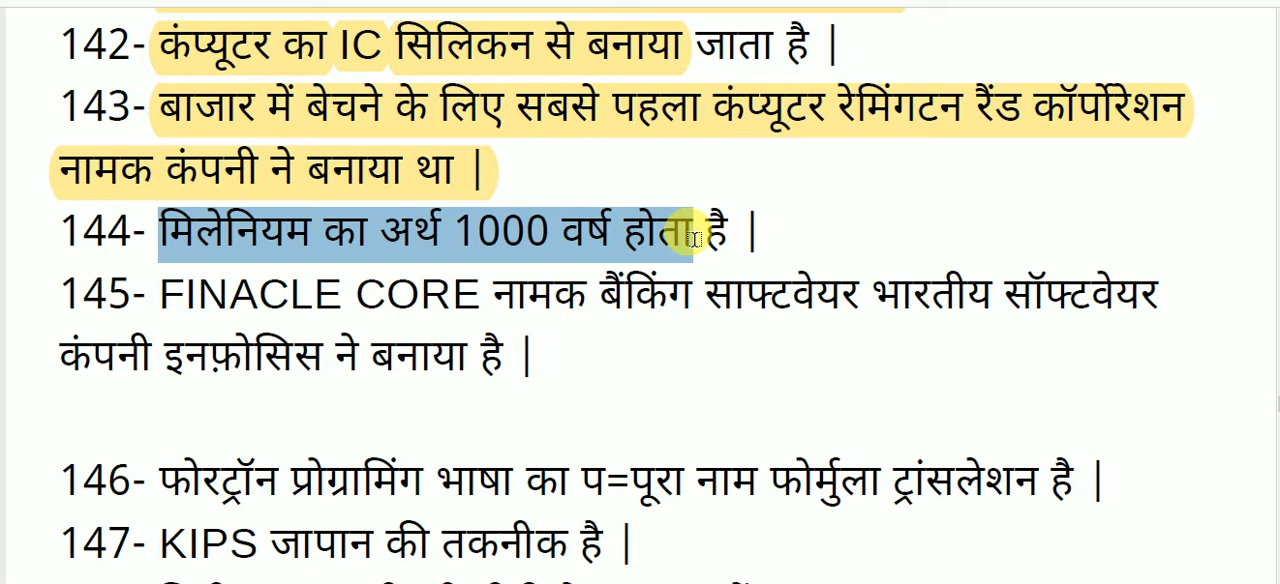 142- कंप्यूटर का IC सिलिकन से बनाया जाता है |
143- बाजार में बेचने के लिए सबसे पहला कंप्यूटर रेमिंगटन रैंड कॉर्पोरेशन
नामक कंपनी ने बनाया था |
144- मिलेनियम का अर्थ 1000 वर्ष होता है |
145- FINACLE CORE नामक बैंकिंग साफ्टवेयर भारतीय सॉफ्टवेयर
कंपनी इनफ़ोसिस ने बनाया है |
146- फोरट्रॉन प्रोग्रामिंग भाषा का प=पूरा नाम फोर्मुला ट्रांसलेशन है |
147- KIPS जापान की तकनीक है |